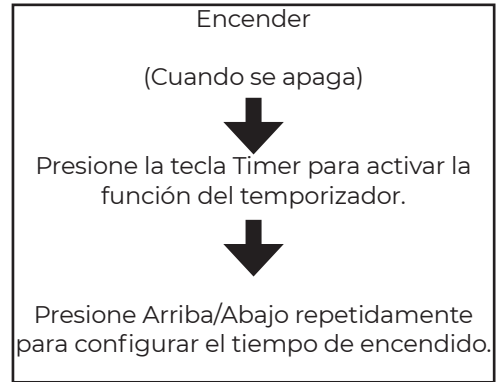 Encender
(Cuando se apaga)
Presione la tecla Timer para activar la
función del temporizador.
Presione Arriba/Abajo repetidamente
para configurar el tiempo de encendido.